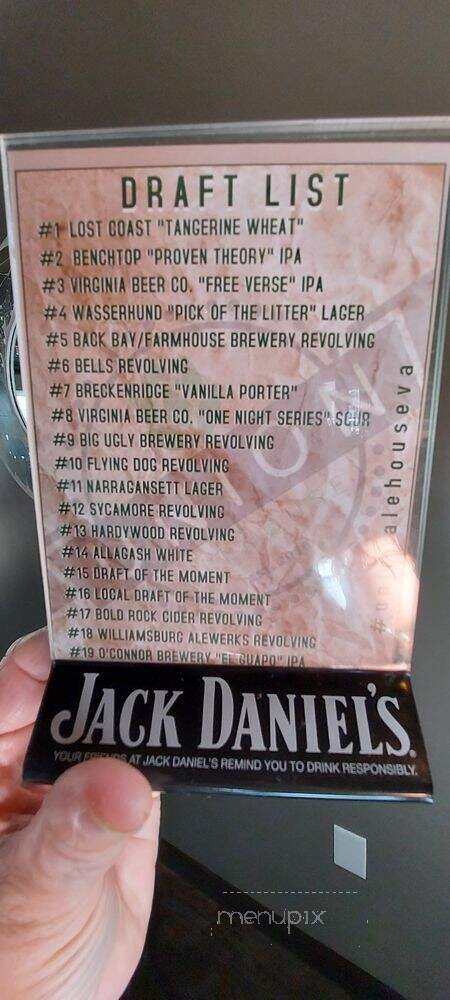 DRAFT LIST
#1 LOST COAST "TANGERINE WHEAT"
#2 BENCHTOP "PROVEN THEORY" IPA
#3 VIRGINIA BEER CO. "FREE VERSE" IPA
#4 WASSERHUND "PICK OF THE LITTER" LAGER
#5 BACK BAY/FARMHOUSE BREWERY REVOLVING
#6 BELLS REVOLVING
#7 BRECKENRIDGE "VANILLA PORTER"
#8 VIRGINIA BEER CO. "ONE NIGHT SERIES" SOUR
#9 BIG UGLY BREWERY REVOLVING
#10 FLYING DOG REVOLVING
#11 NARRAGANSETT LAGER
#12 SYCAMORE REVOLVING
#13 HARDYWOOD REVOLVING
#14 ALLAGASH WHITE
#15 DRAFT OF THE MOMENT
#16 LOCAL DRAFT OF THE MOMENT
#17 BOLD ROCK CIDER REVOLVING
#18 WILLIAMSBURG ALEWERKS REVOLVING
#19 O'CONNOR BREWERY "EL GUAPO" IPA
alehouseva
JACK DANIEL'S
YOUR FRIENDS AT JACK DANIEL'S REMIND YOU TO DRINK RESPONSIBLY.
menupix